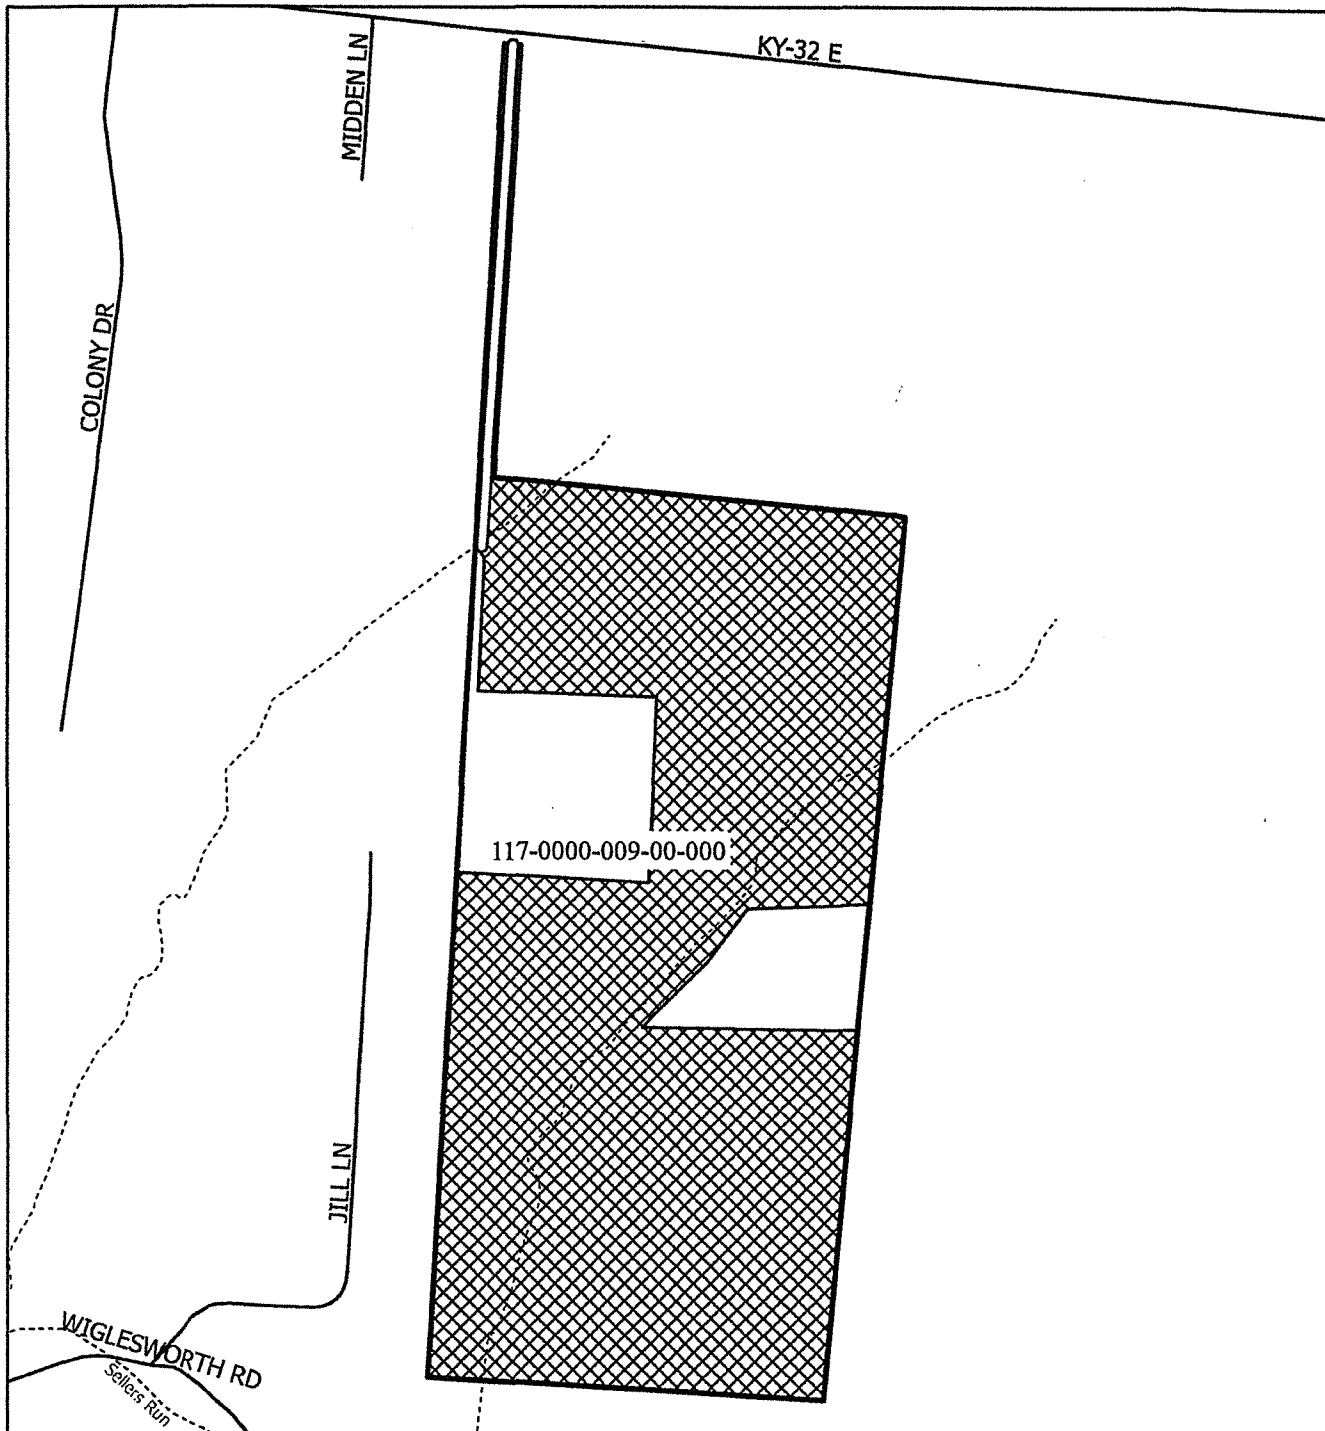 KY-32 E
MIDDEN LN
COLONY DR
117-0000-009-00-000
JILL LN
WIGLESWORTH RD
Sellers Run